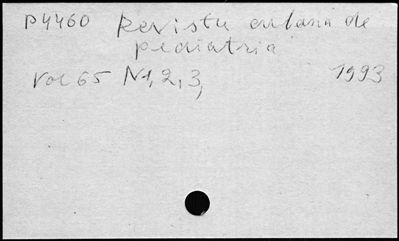 P4460 Revista cubana de
pediatria
Vol 65 N1,2,3, 1993